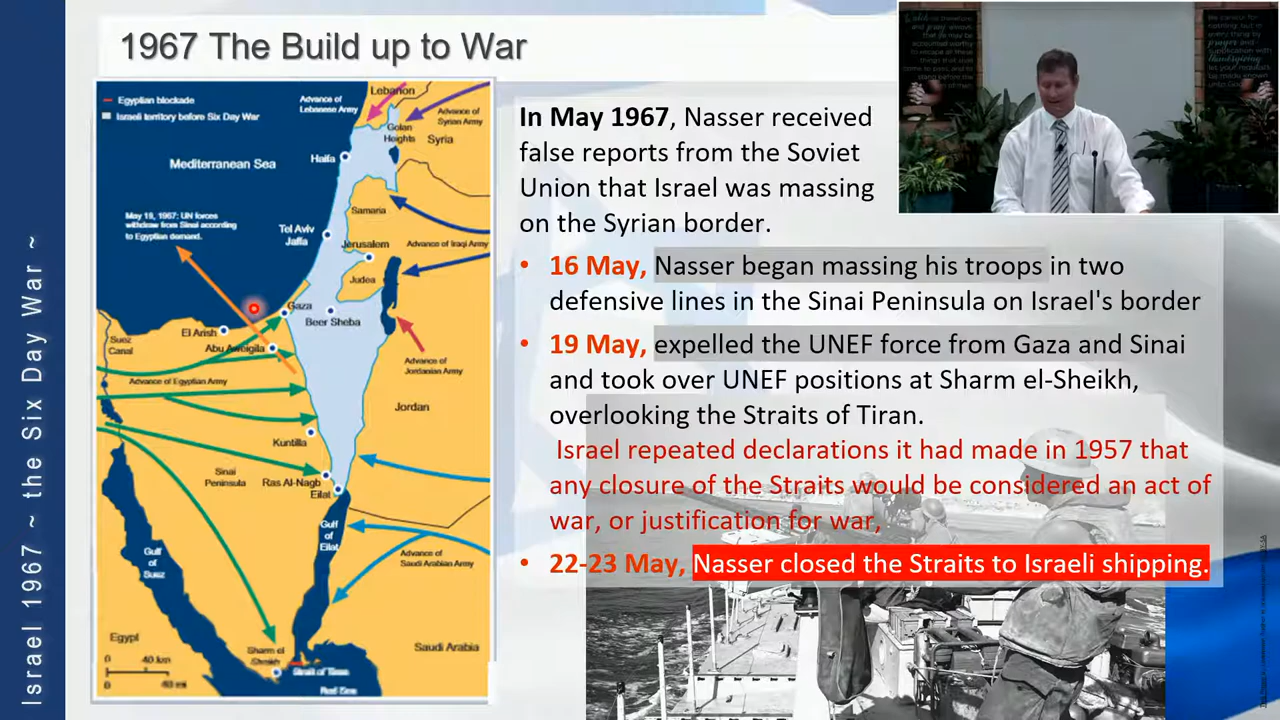 1967 The Build up to War
Israel 1967 ~ the Six Day War ~
Egyptian blockade
Israeli territory before Six Day War
Mediterranean Sea
May 19, 1967: UN forces
withdraw from Sinai according
to Egyptian demand.
Advance of
Lebanese Army
Lebanon
Advance of
Syrian Army
Golan
Heights
Syria
Haifa
Samaria
Tel Aviv
Jaffa
Jerusalem
Advance of Iraqi Army
Judea
Gaza
Beer Sheba
El Arish
Suez
Canal
Abu Aweigila
Advance of
Jordanian Army
Advance of Egyptian Army
Jordan
Kuntilla
Sinai
Peninsula
Ras Al-Nagb
Eilat
Gulf
of
Eilat
Gulf
of
Suez
Advance of
Saudi Arabian Army
Egypt
Saudi Arabia
Sharm el
Sheikh
Strait of Tiran
Red Sea
0 40 km
0 40 mi
In May 1967, Nasser received
false reports from the Soviet
Union that Israel was massing
on the Syrian border.
• 16 May, Nasser began massing his troops in two
defensive lines in the Sinai Peninsula on Israel's border
• 19 May, expelled the UNEF force from Gaza and Sinai
and took over UNEF positions at Sharm el-Sheikh,
overlooking the Straits of Tiran.
Israel repeated declarations it had made in 1957 that
any closure of the Straits would be considered an act of
war, or justification for war,
• 22-23 May, Nasser closed the Straits to Israeli shipping.